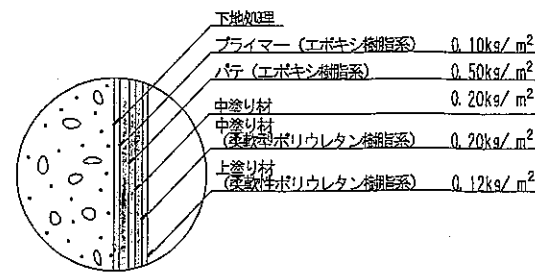 下地処理
プライマー（エポキシ樹脂系） 0.10kg/m²
パテ（エポキシ樹脂系） 0.50kg/m²
中塗り材 0.20kg/m²
中塗り材
（柔軟型ポリウレタン樹脂系） 0.20kg/m²
上塗り材
（柔軟性ポリウレタン樹脂系） 0.12kg/m²